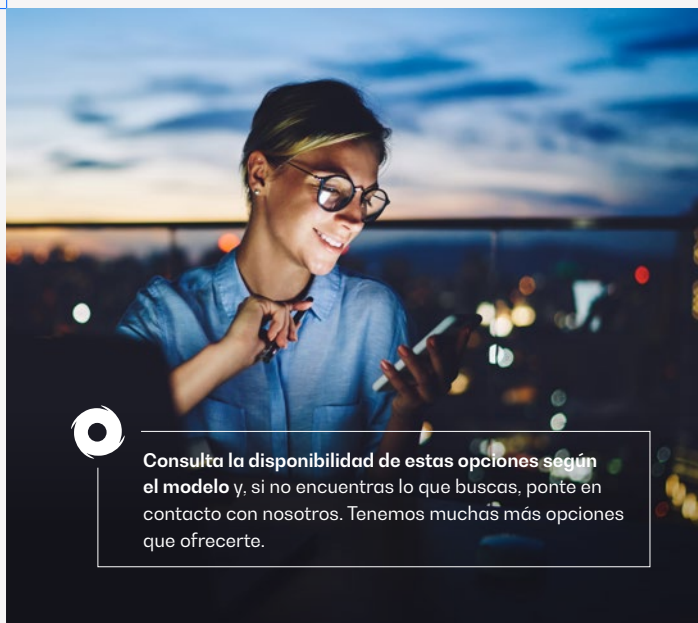 Consulta la disponibilidad de estas opciones según
el modelo y, si no encuentras lo que buscas, ponte en
contacto con nosotros. Tenemos muchas más opciones
que ofrecerte.